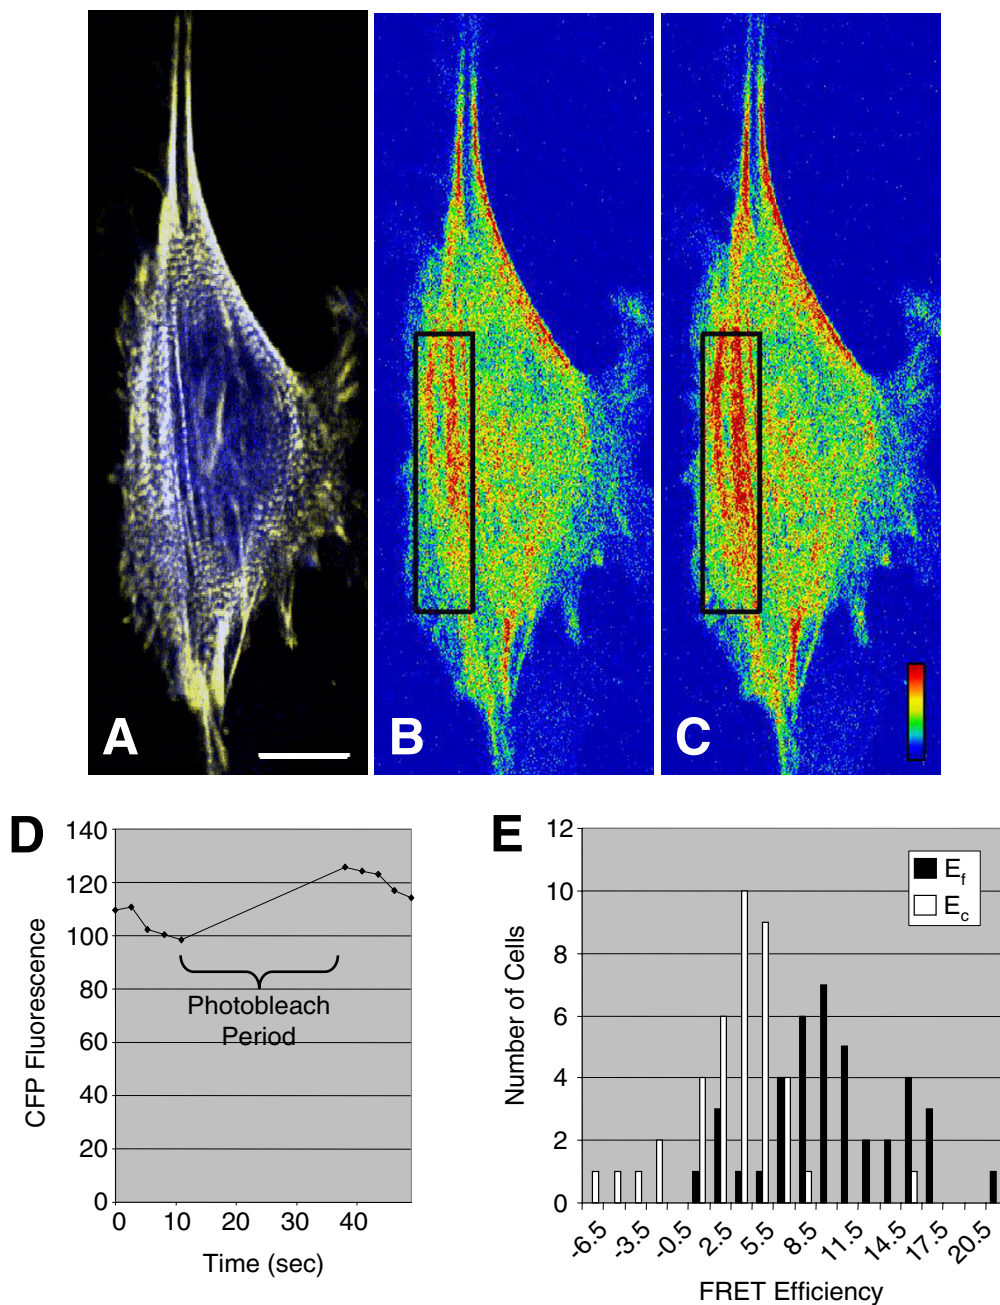 A
B
C
D
140
120
100
80
60
40
20
0
0
10
20
30
40
CFP Fluorescence
Photobleach
Period
Time (sec)
E
12
10
8
6
4
2
0
Number of Cells
Ef
Ec
-6.5
-3.5
-0.5
2.5
5.5
8.5
11.5
14.5
17.5
20.5
FRET Efficiency